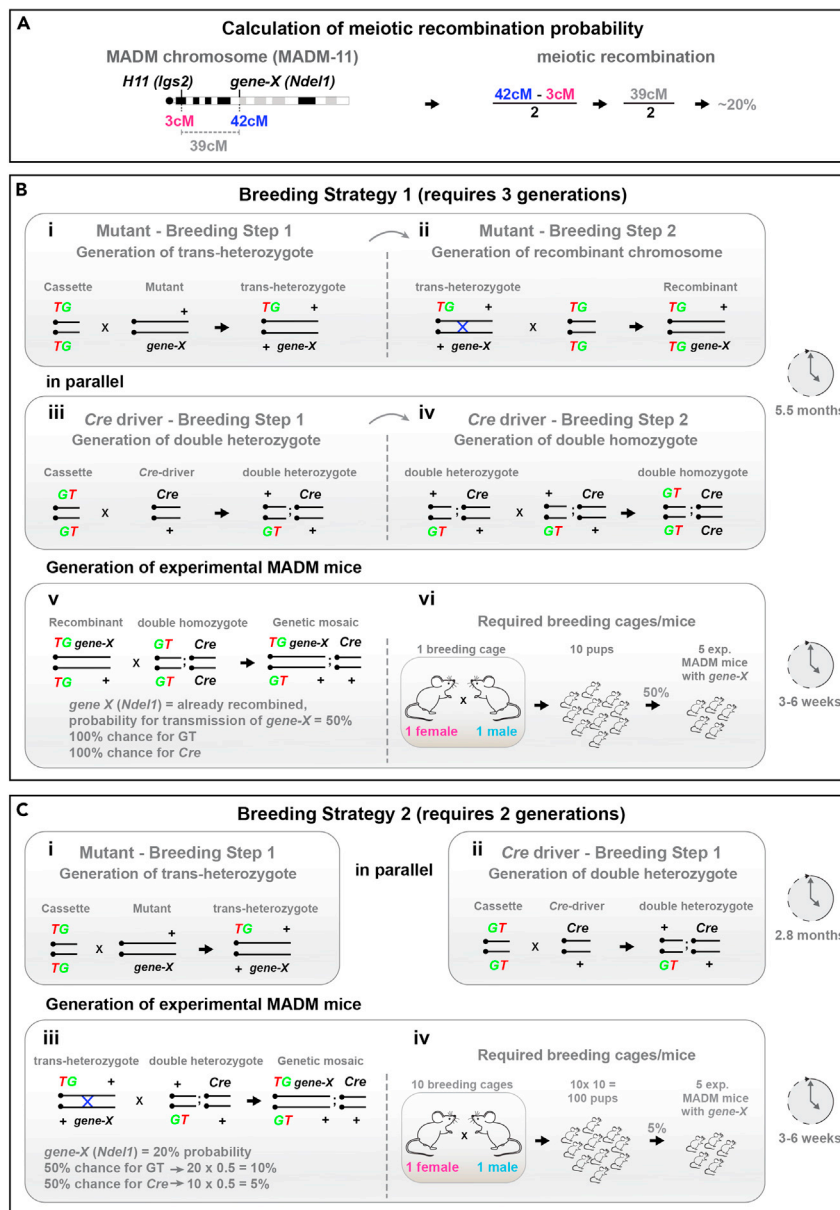 A
Calculation of meiotic recombination probability
MADM chromosome (MADM-11)
meiotic recombination
H11 (Igs2) gene-X (Ndel1)
3cM 42cM
39cM
42cM - 3cM
2
39cM
2
~20%
B
Breeding Strategy 1 (requires 3 generations)
i
Mutant - Breeding Step 1
Generation of trans-heterozygote
Cassette Mutant trans-heterozygote
TG + TG +
x
TG gene-X + gene-X
ii
Mutant - Breeding Step 2
Generation of recombinant chromosome
trans-heterozygote Recombinant
TG + TG TG +
x
+ gene-X TG TG gene-X
5.5 months
in parallel
iii
Cre driver - Breeding Step 1
Generation of double heterozygote
Cassette Cre-driver double heterozygote
GT Cre + Cre
x ;
GT + GT +
iv
Cre driver - Breeding Step 2
Generation of double homozygote
double heterozygote double homozygote
+ Cre + Cre GT Cre
; x ; ;
GT + GT + GT Cre
Generation of experimental MADM mice
v
Recombinant double homozygote Genetic mosaic
TG gene-X GT Cre TG gene-X Cre
x ; ;
TG + GT Cre GT + +
gene X (Ndel1) = already recombined,
probability for transmission of gene-X = 50%
100% chance for GT
100% chance for Cre
vi
Required breeding cages/mice
1 breeding cage
x
1 female 1 male
10 pups
50%
5 exp.
MADM mice
with gene-X
3-6 weeks
C
Breeding Strategy 2 (requires 2 generations)
i
Mutant - Breeding Step 1
Generation of trans-heterozygote
Cassette Mutant trans-heterozygote
TG + TG +
x
TG gene-X + gene-X
in parallel
ii
Cre driver - Breeding Step 1
Generation of double heterozygote
Cassette Cre-driver double heterozygote
GT Cre + Cre
x ;
GT + GT +
2.8 months
Generation of experimental MADM mice
iii
trans-heterozygote double heterozygote Genetic mosaic
TG + + Cre TG gene-X Cre
x ; ;
+ gene-X GT + GT + +
gene-X (Ndel1) = 20% probability
50% chance for GT → 20 x 0.5 = 10%
50% chance for Cre → 10 x 0.5 = 5%
iv
Required breeding cages/mice
10 breeding cages
x
1 female 1 male
10x 10 =
100 pups
5%
5 exp.
MADM mice
with gene-X
3-6 weeks